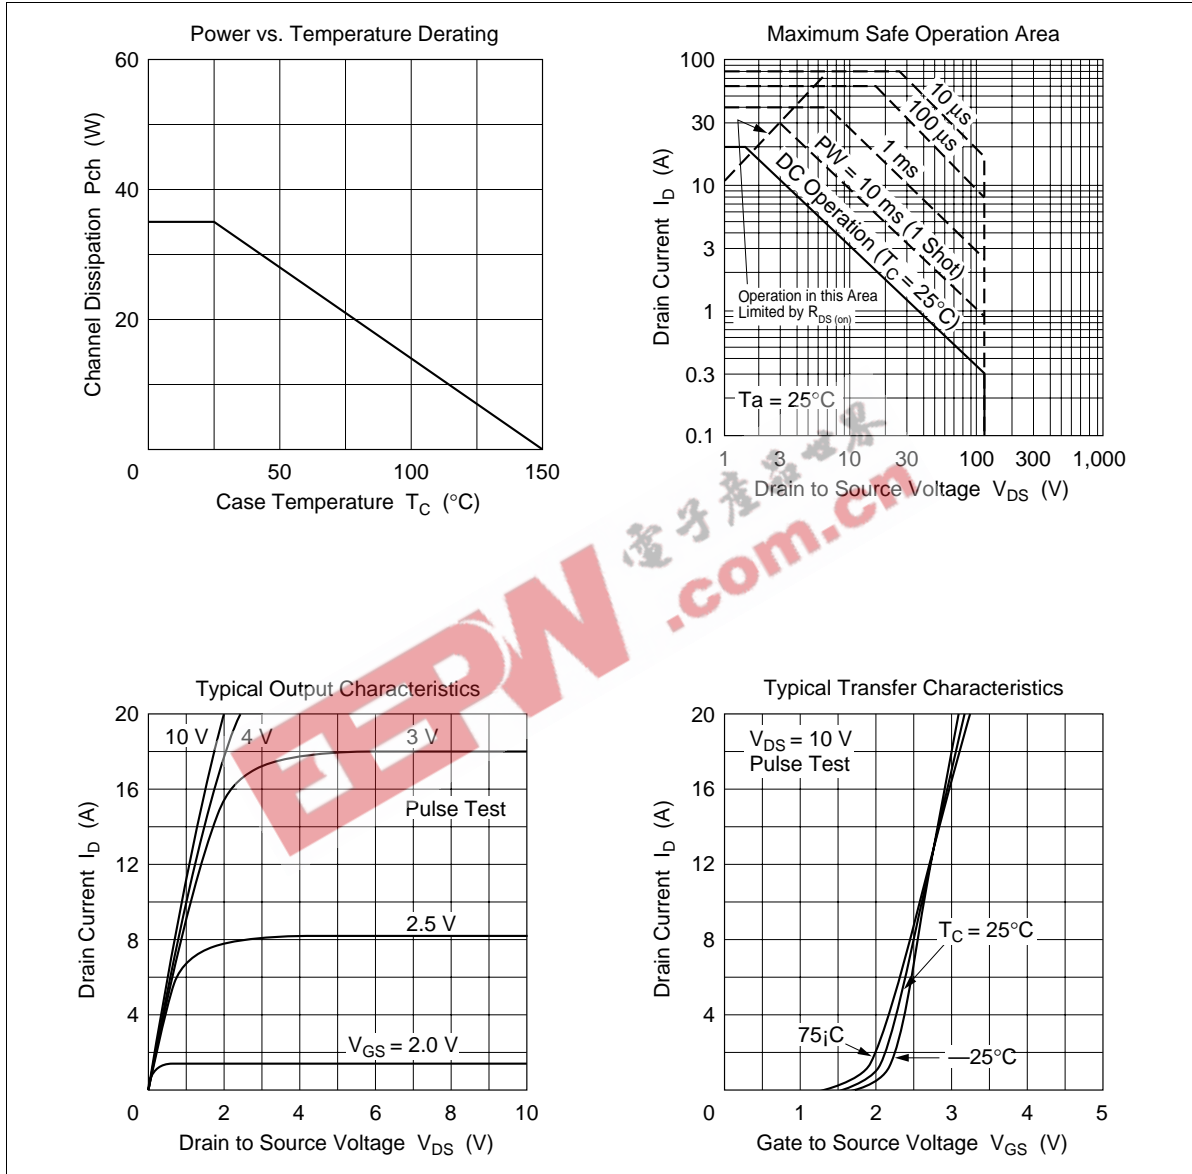 Power vs. Temperature Derating
60
40
20
0
50
100
150
Channel Dissipation Pch (W)
Case Temperature T_C (°C)
Maximum Safe Operation Area
100
30
10
3
1
0.3
0.1
1
3
10
30
100
300
1,000
Drain Current I_D (A)
Drain to Source Voltage V_DS (V)
10 µs
100 µs
1 ms
PW = 10 ms (1 Shot)
DC Operation (T_C = 25°C)
Operation in this Area
Limited by R_DS (on)
Ta = 25°C
電子產品世界
EEPW.com.cn
Typical Output Characteristics
20
16
12
8
4
0
2
4
6
8
10
10 V
4 V
3 V
Pulse Test
2.5 V
V_GS = 2.0 V
Drain Current I_D (A)
Drain to Source Voltage V_DS (V)
Typical Transfer Characteristics
20
16
12
8
4
0
1
2
3
4
5
V_DS = 10 V
Pulse Test
T_C = 25°C
75¡C
—25°C
Drain Current I_D (A)
Gate to Source Voltage V_GS (V)